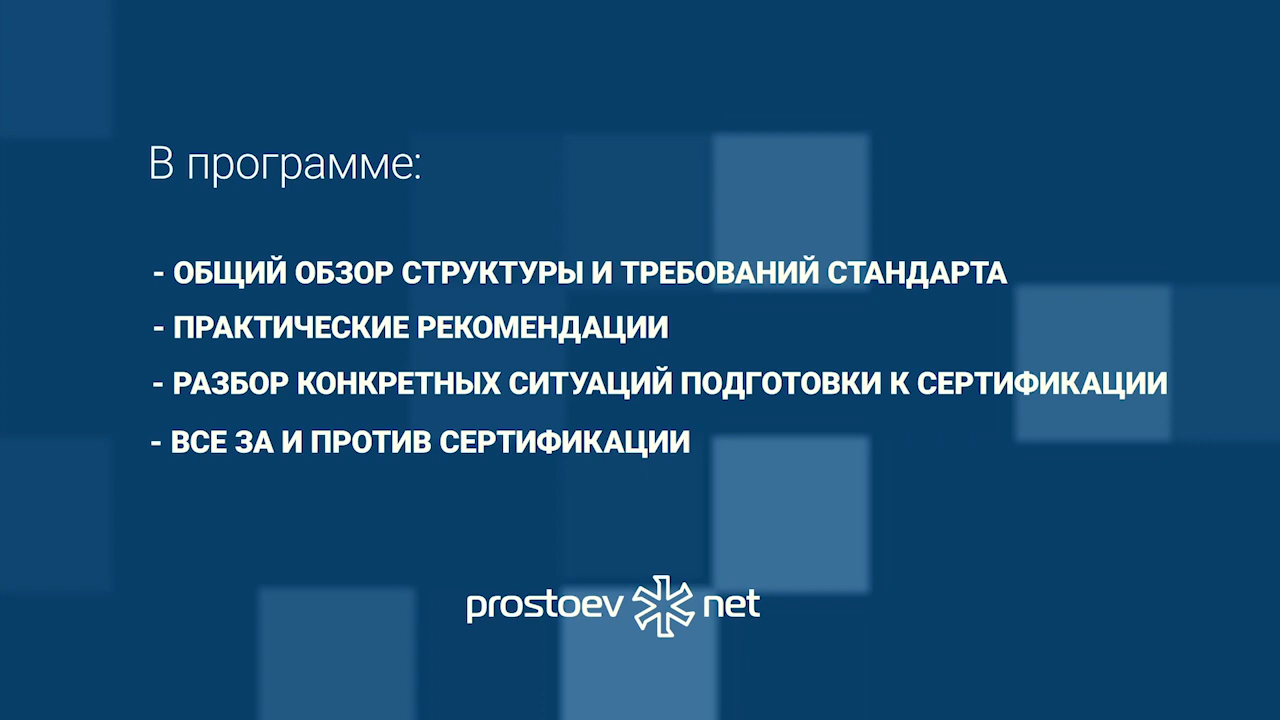 В программе:
- ОБЩИЙ ОБЗОР СТРУКТУРЫ И ТРЕБОВАНИЙ СТАНДАРТА
- ПРАКТИЧЕСКИЕ РЕКОМЕНДАЦИИ
- РАЗБОР КОНКРЕТНЫХ СИТУАЦИЙ ПОДГОТОВКИ К СЕРТИФИКАЦИИ
- ВСЕ ЗА И ПРОТИВ СЕРТИФИКАЦИИ
prostoev net